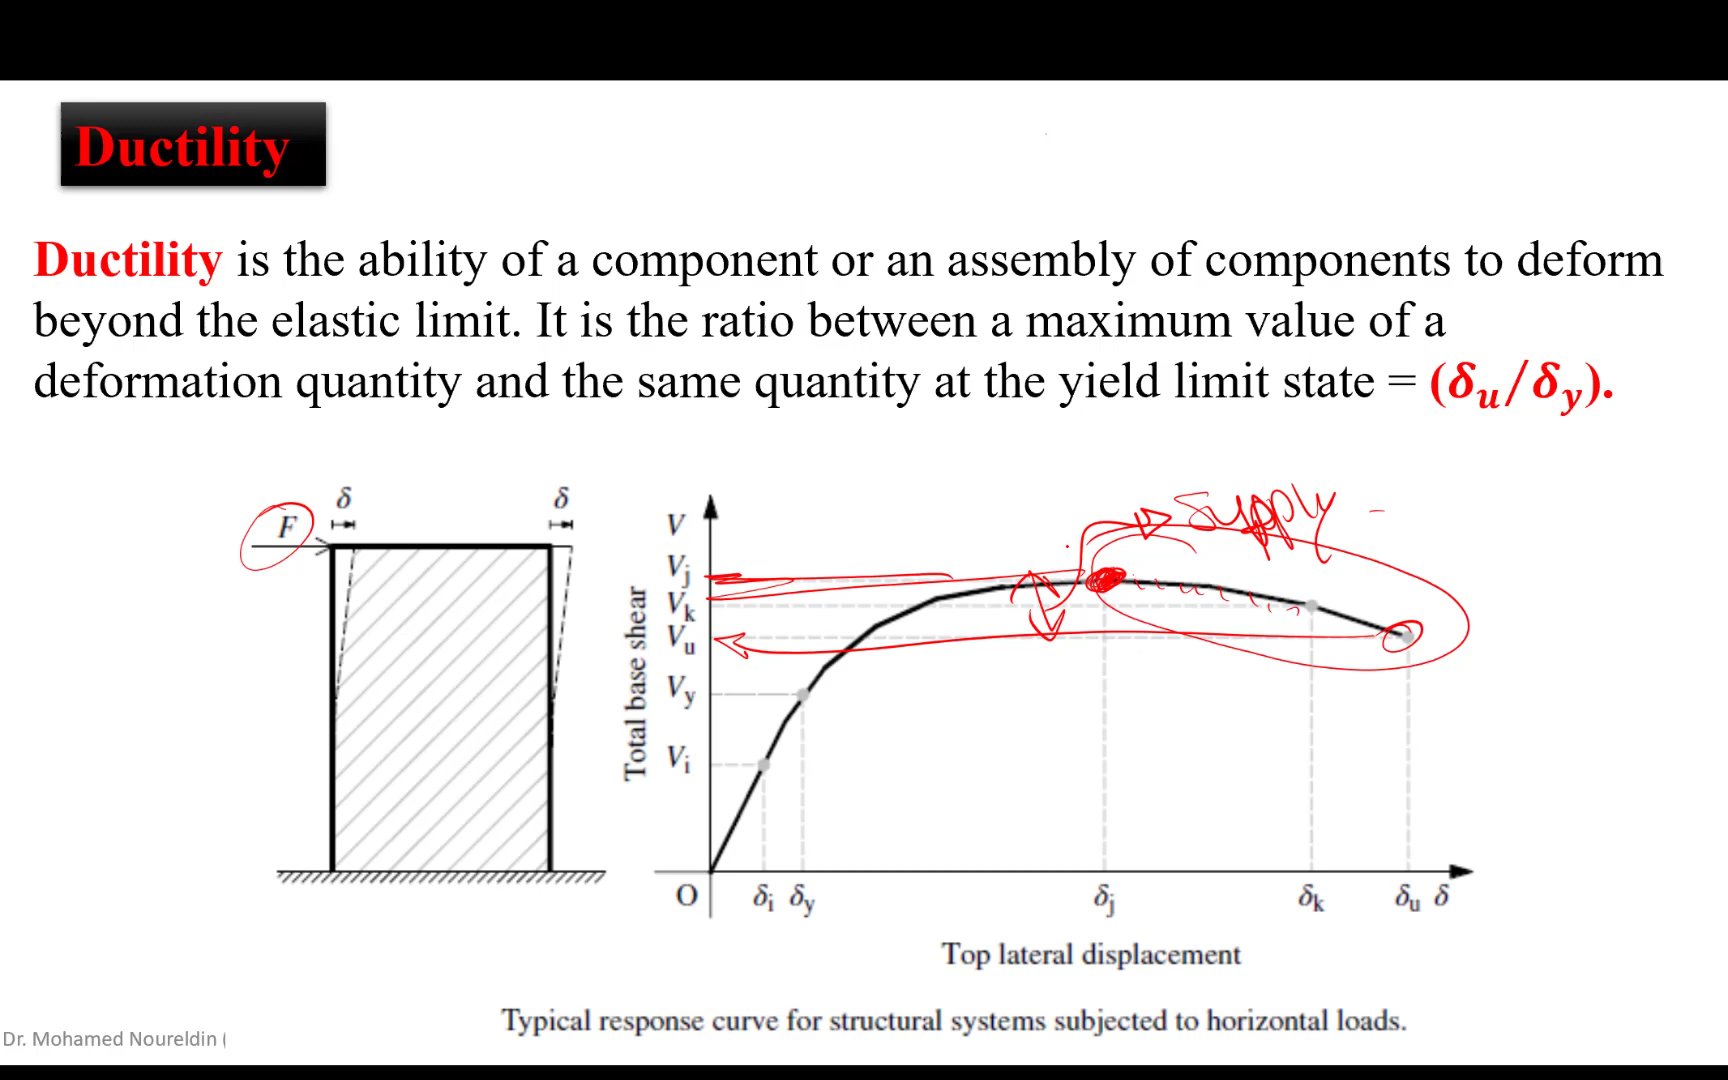 Ductility
Ductility is the ability of a component or an assembly of components to deform
beyond the elastic limit. It is the ratio between a maximum value of a
deformation quantity and the same quantity at the yield limit state = (δu/δy).
δ δ
F
V
Supply
Vj
Vk
Vu
Vy
Vi
Total base shear
O δi δy δj δk δu δ
Top lateral displacement
Typical response curve for structural systems subjected to horizontal loads.
Dr. Mohamed Noureldin (